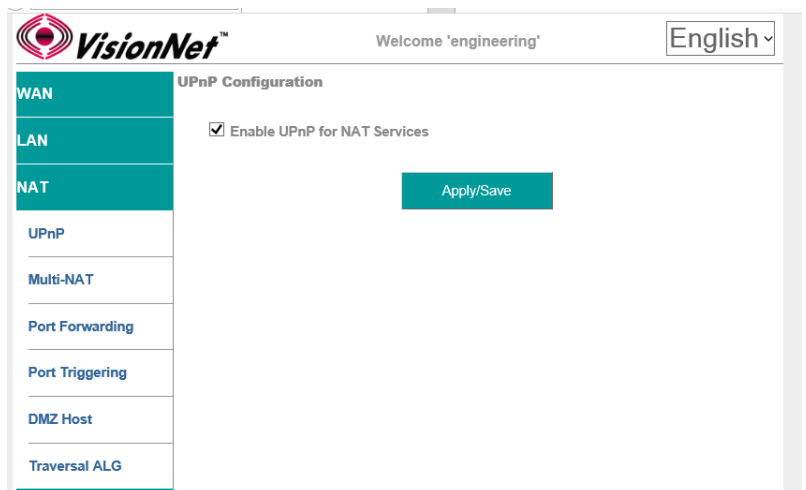 VisionNet™
Welcome 'engineering'
English
WAN
LAN
NAT
UPnP
Multi-NAT
Port Forwarding
Port Triggering
DMZ Host
Traversal ALG
UPnP Configuration
Enable UPnP for NAT Services
Apply/Save